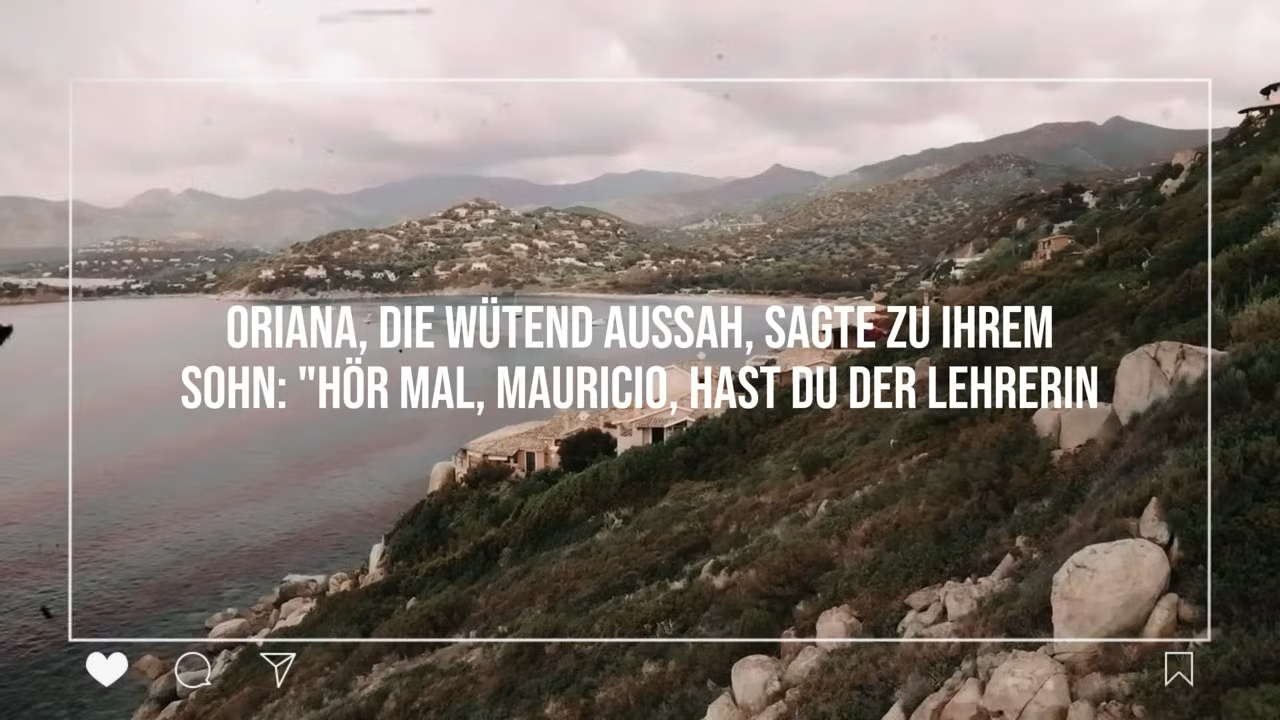 ORIANA, DIE WÜTEND AUSSAH, SAGTE ZU IHREM
SOHN: "HÖR MAL, MAURICIO, HAST DU DER LEHRERIN